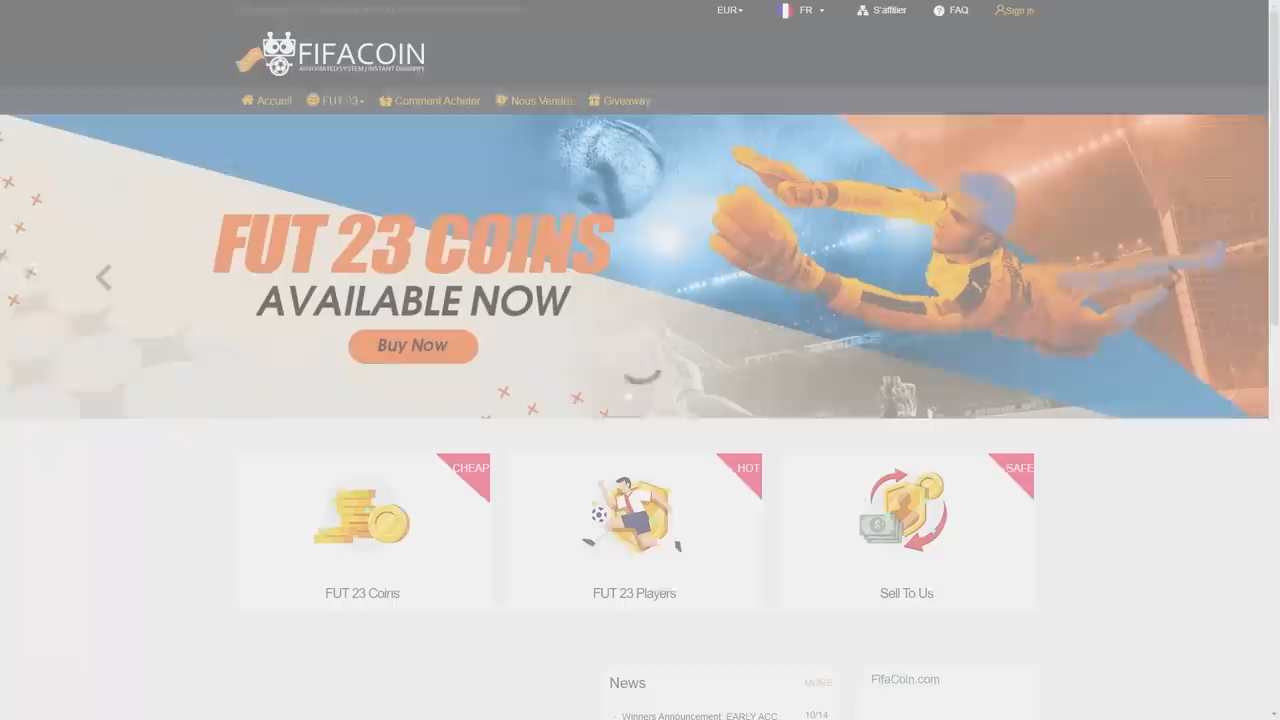 EUR FR S'affilier FAQ Sign in
FIFACOIN
Accueil FUT 23 Comment Acheter Nous Vendre Giveaway
FUT 23 COINS
AVAILABLE NOW
Buy Now
CHEAP HOT SAFE
FUT 23 Coins FUT 23 Players Sell To Us
News MORE FifaCoin.com
Winners Announcement: EARLY ACC 10/14